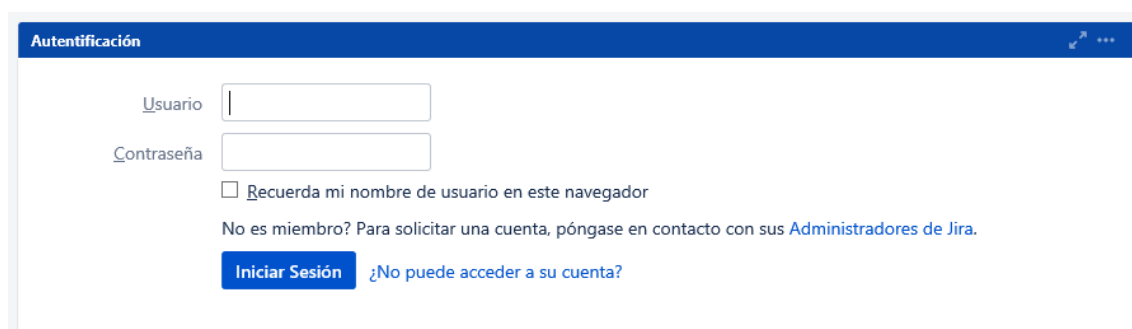 Autentificación
Usuario
Contraseña
Recuerda mi nombre de usuario en este navegador
No es miembro? Para solicitar una cuenta, póngase en contacto con sus Administradores de Jira.
Iniciar Sesión ¿No puede acceder a su cuenta?